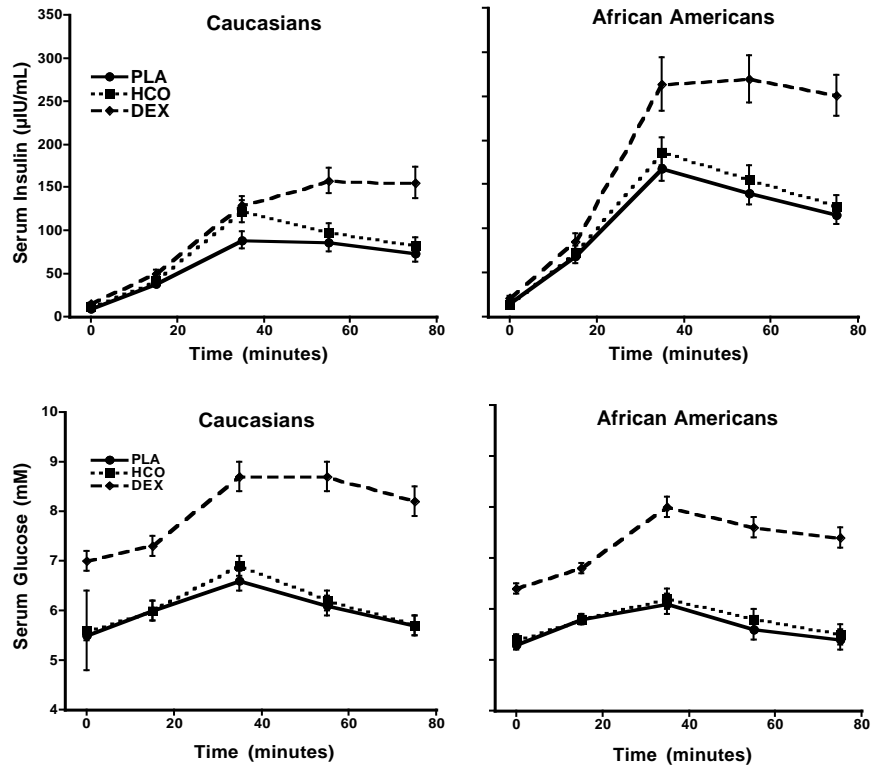 Caucasians
African Americans
350
300
250
200
150
100
50
0
Serum Insulin (µIU/mL)
PLA
HCO
DEX
0 20 40 60 80
0 20 40 60 80
Time (minutes)
Time (minutes)
Caucasians
African Americans
10
9
8
7
6
5
4
Serum Glucose (mM)
PLA
HCO
DEX
0 20 40 60 80
0 20 40 60 80
Time (minutes)
Time (minutes)